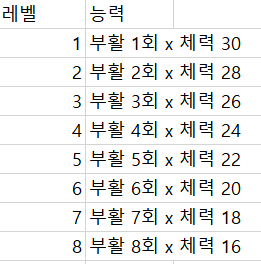 레벨 능력
1 부활 1회 x 체력 30
2 부활 2회 x 체력 28
3 부활 3회 x 체력 26
4 부활 4회 x 체력 24
5 부활 5회 x 체력 22
6 부활 6회 x 체력 20
7 부활 7회 x 체력 18
8 부활 8회 x 체력 16